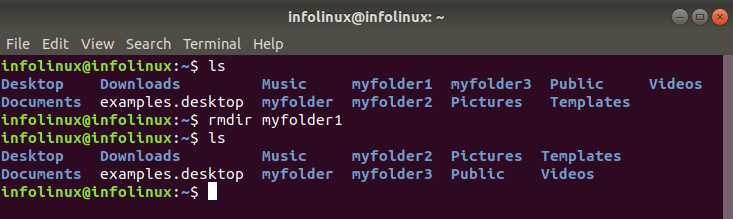 infolinux@infolinux: ~
File Edit View Search Terminal Help
infolinux@infolinux:~$ ls
Desktop Downloads Music myfolder1 myfolder3 Public Videos
Documents examples.desktop myfolder myfolder2 Pictures Templates
infolinux@infolinux:~$ rmdir myfolder1
infolinux@infolinux:~$ ls
Desktop Downloads Music myfolder2 Pictures Templates
Documents examples.desktop myfolder myfolder3 Public Videos
infolinux@infolinux:~$